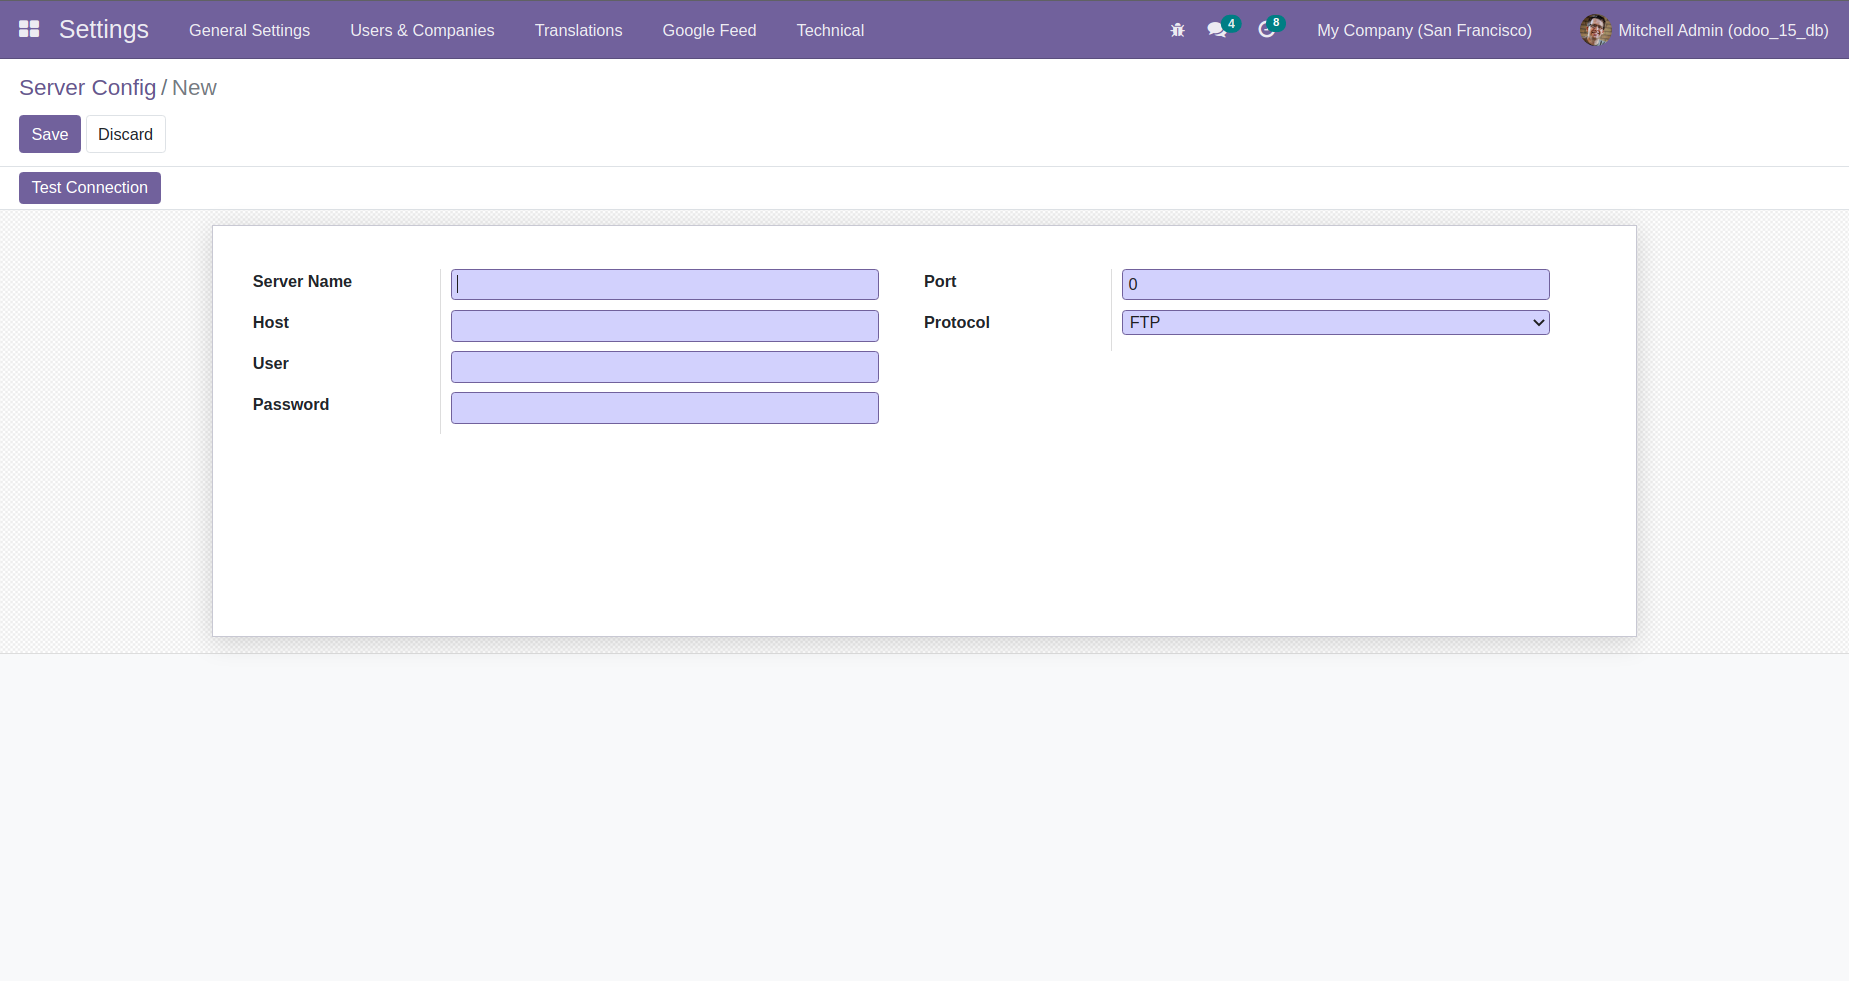 Settings General Settings Users & Companies Translations Google Feed Technical 4 8 My Company (San Francisco) Mitchell Admin (odoo_15_db)
Server Config / New
Save Discard
Test Connection
Server Name Port 0
Host Protocol FTP
User
Password